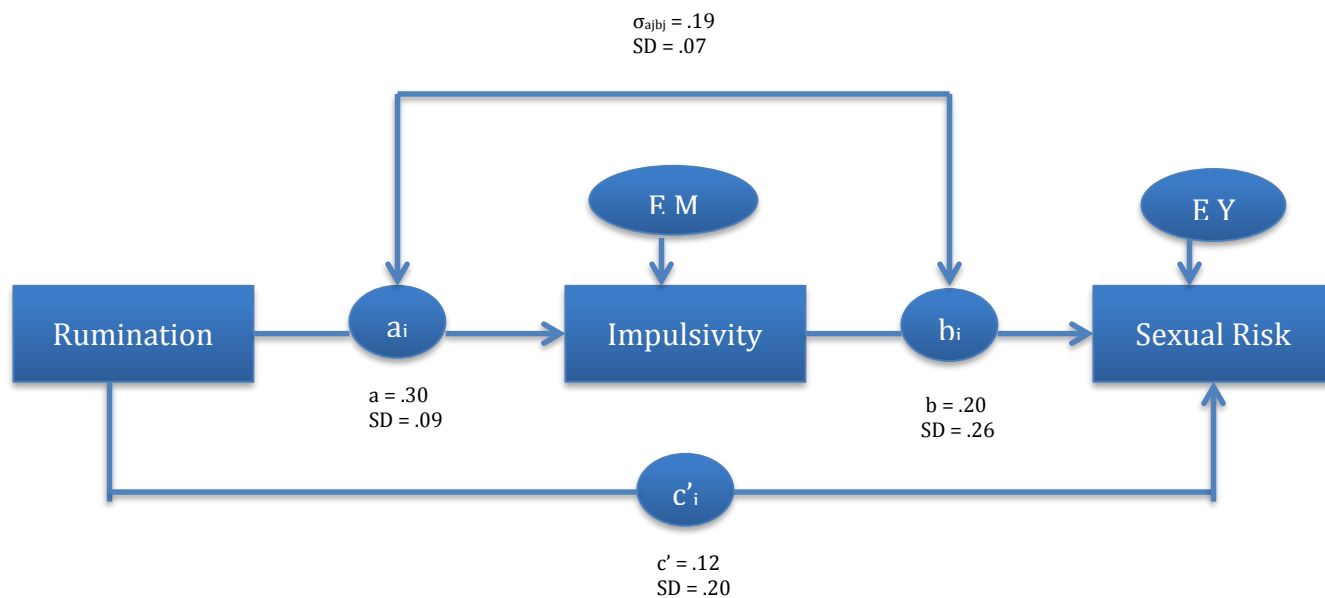 σajbj = .19
SD = .07
E M
E Y
Rumination
ai
Impulsivity
bi
Sexual Risk
a = .30
SD = .09
b = .20
SD = .26
c'i
c' = .12
SD = .20